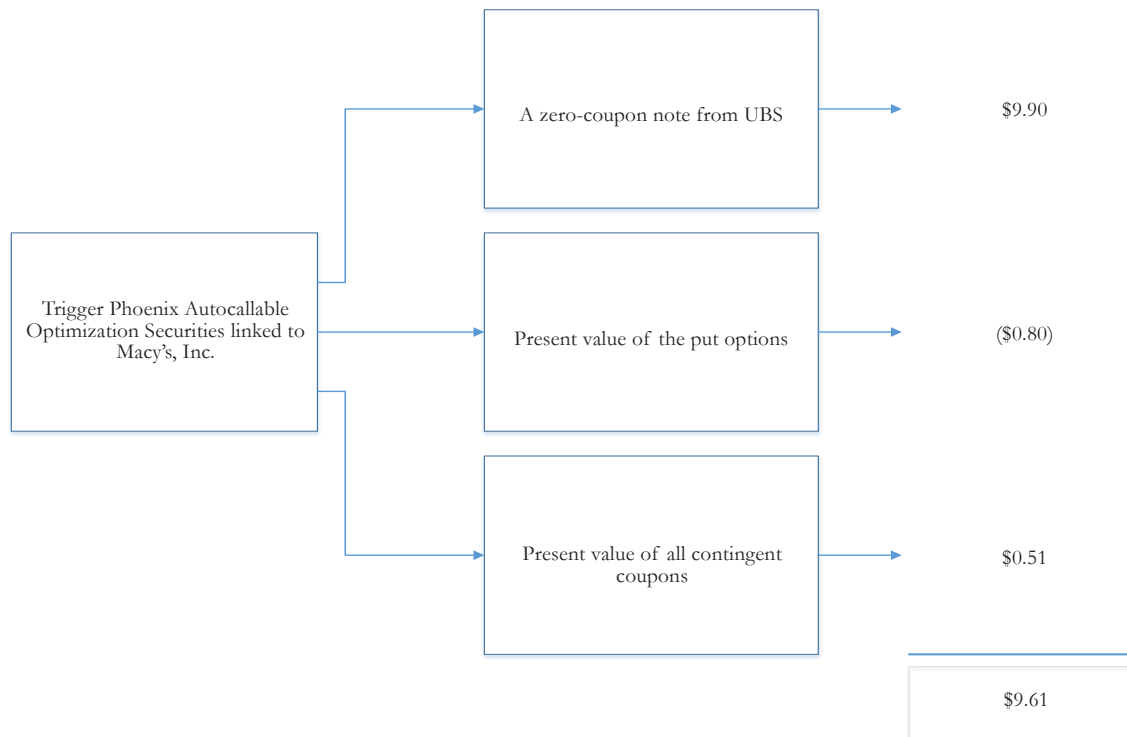 A zero-coupon note from UBS
$9.90
Trigger Phoenix Autocallable
Optimization Securities linked to
Macy's, Inc.
Present value of the put options
($0.80)
Present value of all contingent
coupons
$0.51
$9.61